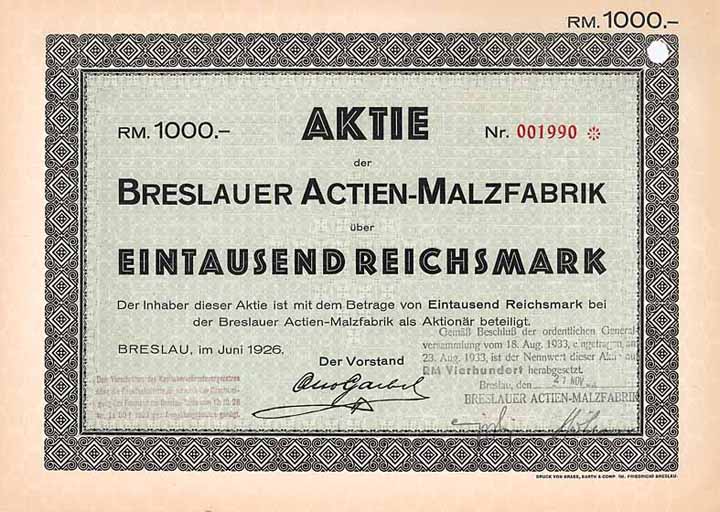 RM. 1000.-
AKTIE
RM. 1000.- Nr. 001990
der
BRESLAUER ACTIEN-MALZFABRIK
über
EINTAUSEND REICHSMARK
Der Inhaber dieser Aktie ist mit dem Betrage von Eintausend Reichsmark bei
der Breslauer Actien-Malzfabrik als Aktionär beteiligt.
BRESLAU, im Juni 1926.
Der Vorstand
Gemäß Beschluß der ordentlichen General-
versammlung vom 18. Aug. 1933, eingetragen am
23. Aug. 1933, ist der Nennwert dieser Aktie auf
RM Vierhundert herabgesetzt.
Breslau, den 27 NOV.
BRESLAUER ACTIEN-MALZFABRIK
DRUCK VON GRASS, BARTH & COMP. (W. FRIEDRICH) BRESLAU.